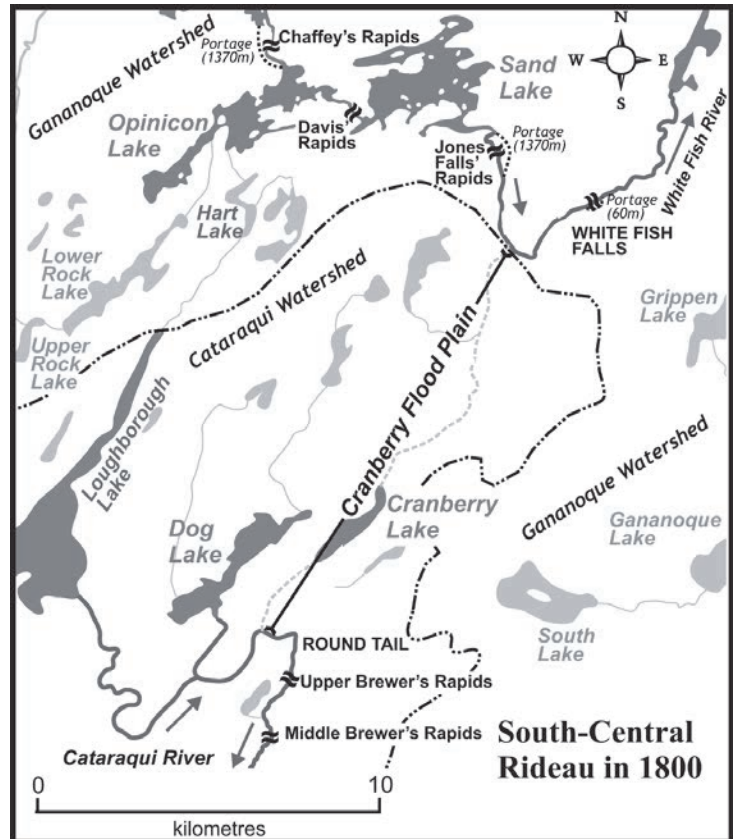 Gananoque Watershed
Portage
(1370m)
Chaffey's Rapids
N
W
E
S
Sand
Lake
Opinicon
Lake
Davis'
Rapids
Portage
(1370m)
Jones
Falls'
Rapids
White Fish River
Portage
(60m)
WHITE FISH
FALLS
Hart
Lake
Lower
Rock
Lake
Cataraqui Watershed
Grippen
Lake
Upper
Rock
Lake
Cranberry Flood Plain
Loughborough
Lake
Cranberry
Lake
Gananoque Watershed
Dog
Lake
Gananoque
Lake
ROUND TAIL
South
Lake
Upper Brewer's Rapids
Middle Brewer's Rapids
Cataraqui River
South-Central
Rideau in 1800
0
10
kilometres